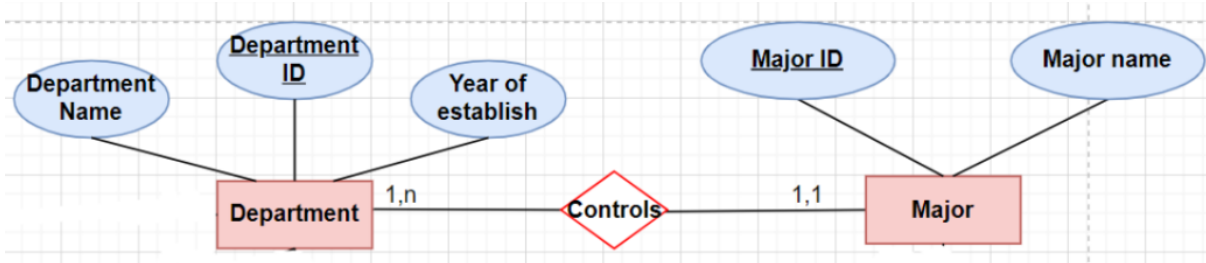 Department
ID
Department
Name
Year of
establish
Major ID
Major name
Department
1,n
Controls
1,1
Major